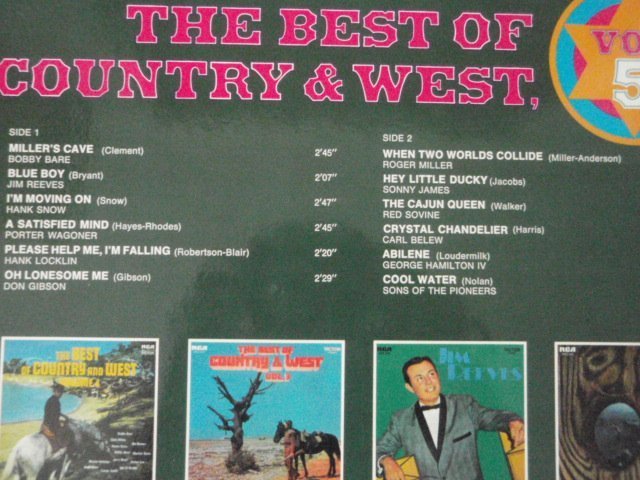 THE BEST OF
COUNTRY & WEST,
VO
5
SIDE 1
MILLER'S CAVE (Clement) 2'45"
BOBBY BARE
BLUE BOY (Bryant) 2'07"
JIM REEVES
I'M MOVING ON (Snow) 2'47"
HANK SNOW
A SATISFIED MIND (Hayes-Rhodes) 2'45"
PORTER WAGONER
PLEASE HELP ME, I'M FALLING (Robertson-Blair) 2'20"
HANK LOCKLIN
OH LONESOME ME (Gibson) 2'29"
DON GIBSON
SIDE 2
WHEN TWO WORLDS COLLIDE (Miller-Anderson)
ROGER MILLER
HEY LITTLE DUCKY (Jacobs)
SONNY JAMES
THE CAJUN QUEEN (Walker)
RED SOVINE
CRYSTAL CHANDELIER (Harris)
CARL BELEW
ABILENE (Loudermilk)
GEORGE HAMILTON IV
COOL WATER (Nolan)
SONS OF THE PIONEERS
RCA
THE BEST
OF COUNTRY AND WEST
RCA
THE BEST OF
COUNTRY & WEST
VOL.
RCA
JIM
REEVES
RCA